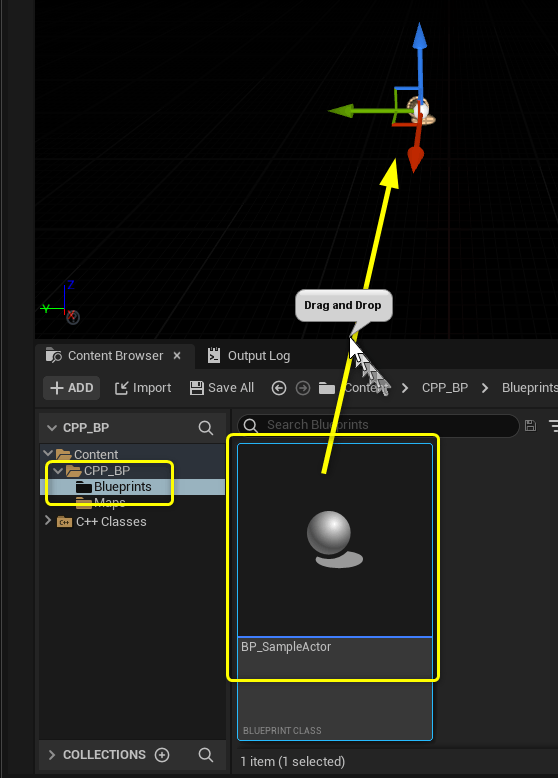 Z
Y
Drag and Drop
Content Browser
Output Log
ADD
Import
Save All
Content
CPP_BP
Blueprints
CPP_BP
Search Blueprints
Content
CPP_BP
Blueprints
Maps
C++
C++ Classes
BP_SampleActor
BLUEPRINT CLASS
COLLECTIONS
1 item (1 selected)